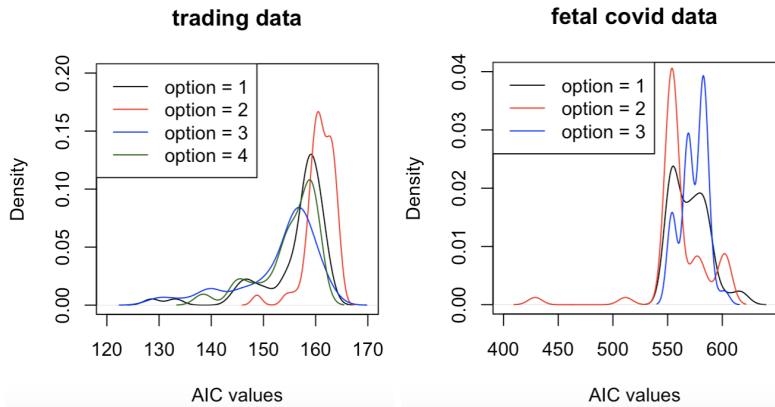 trading data
0.20
0.15
0.10
0.05
0.00
Density
option = 1
option = 2
option = 3
option = 4
120 130 140 150 160 170
AIC values
fetal covid data
0.04
0.03
0.02
0.01
0.00
Density
option = 1
option = 2
option = 3
400 450 500 550 600
AIC values